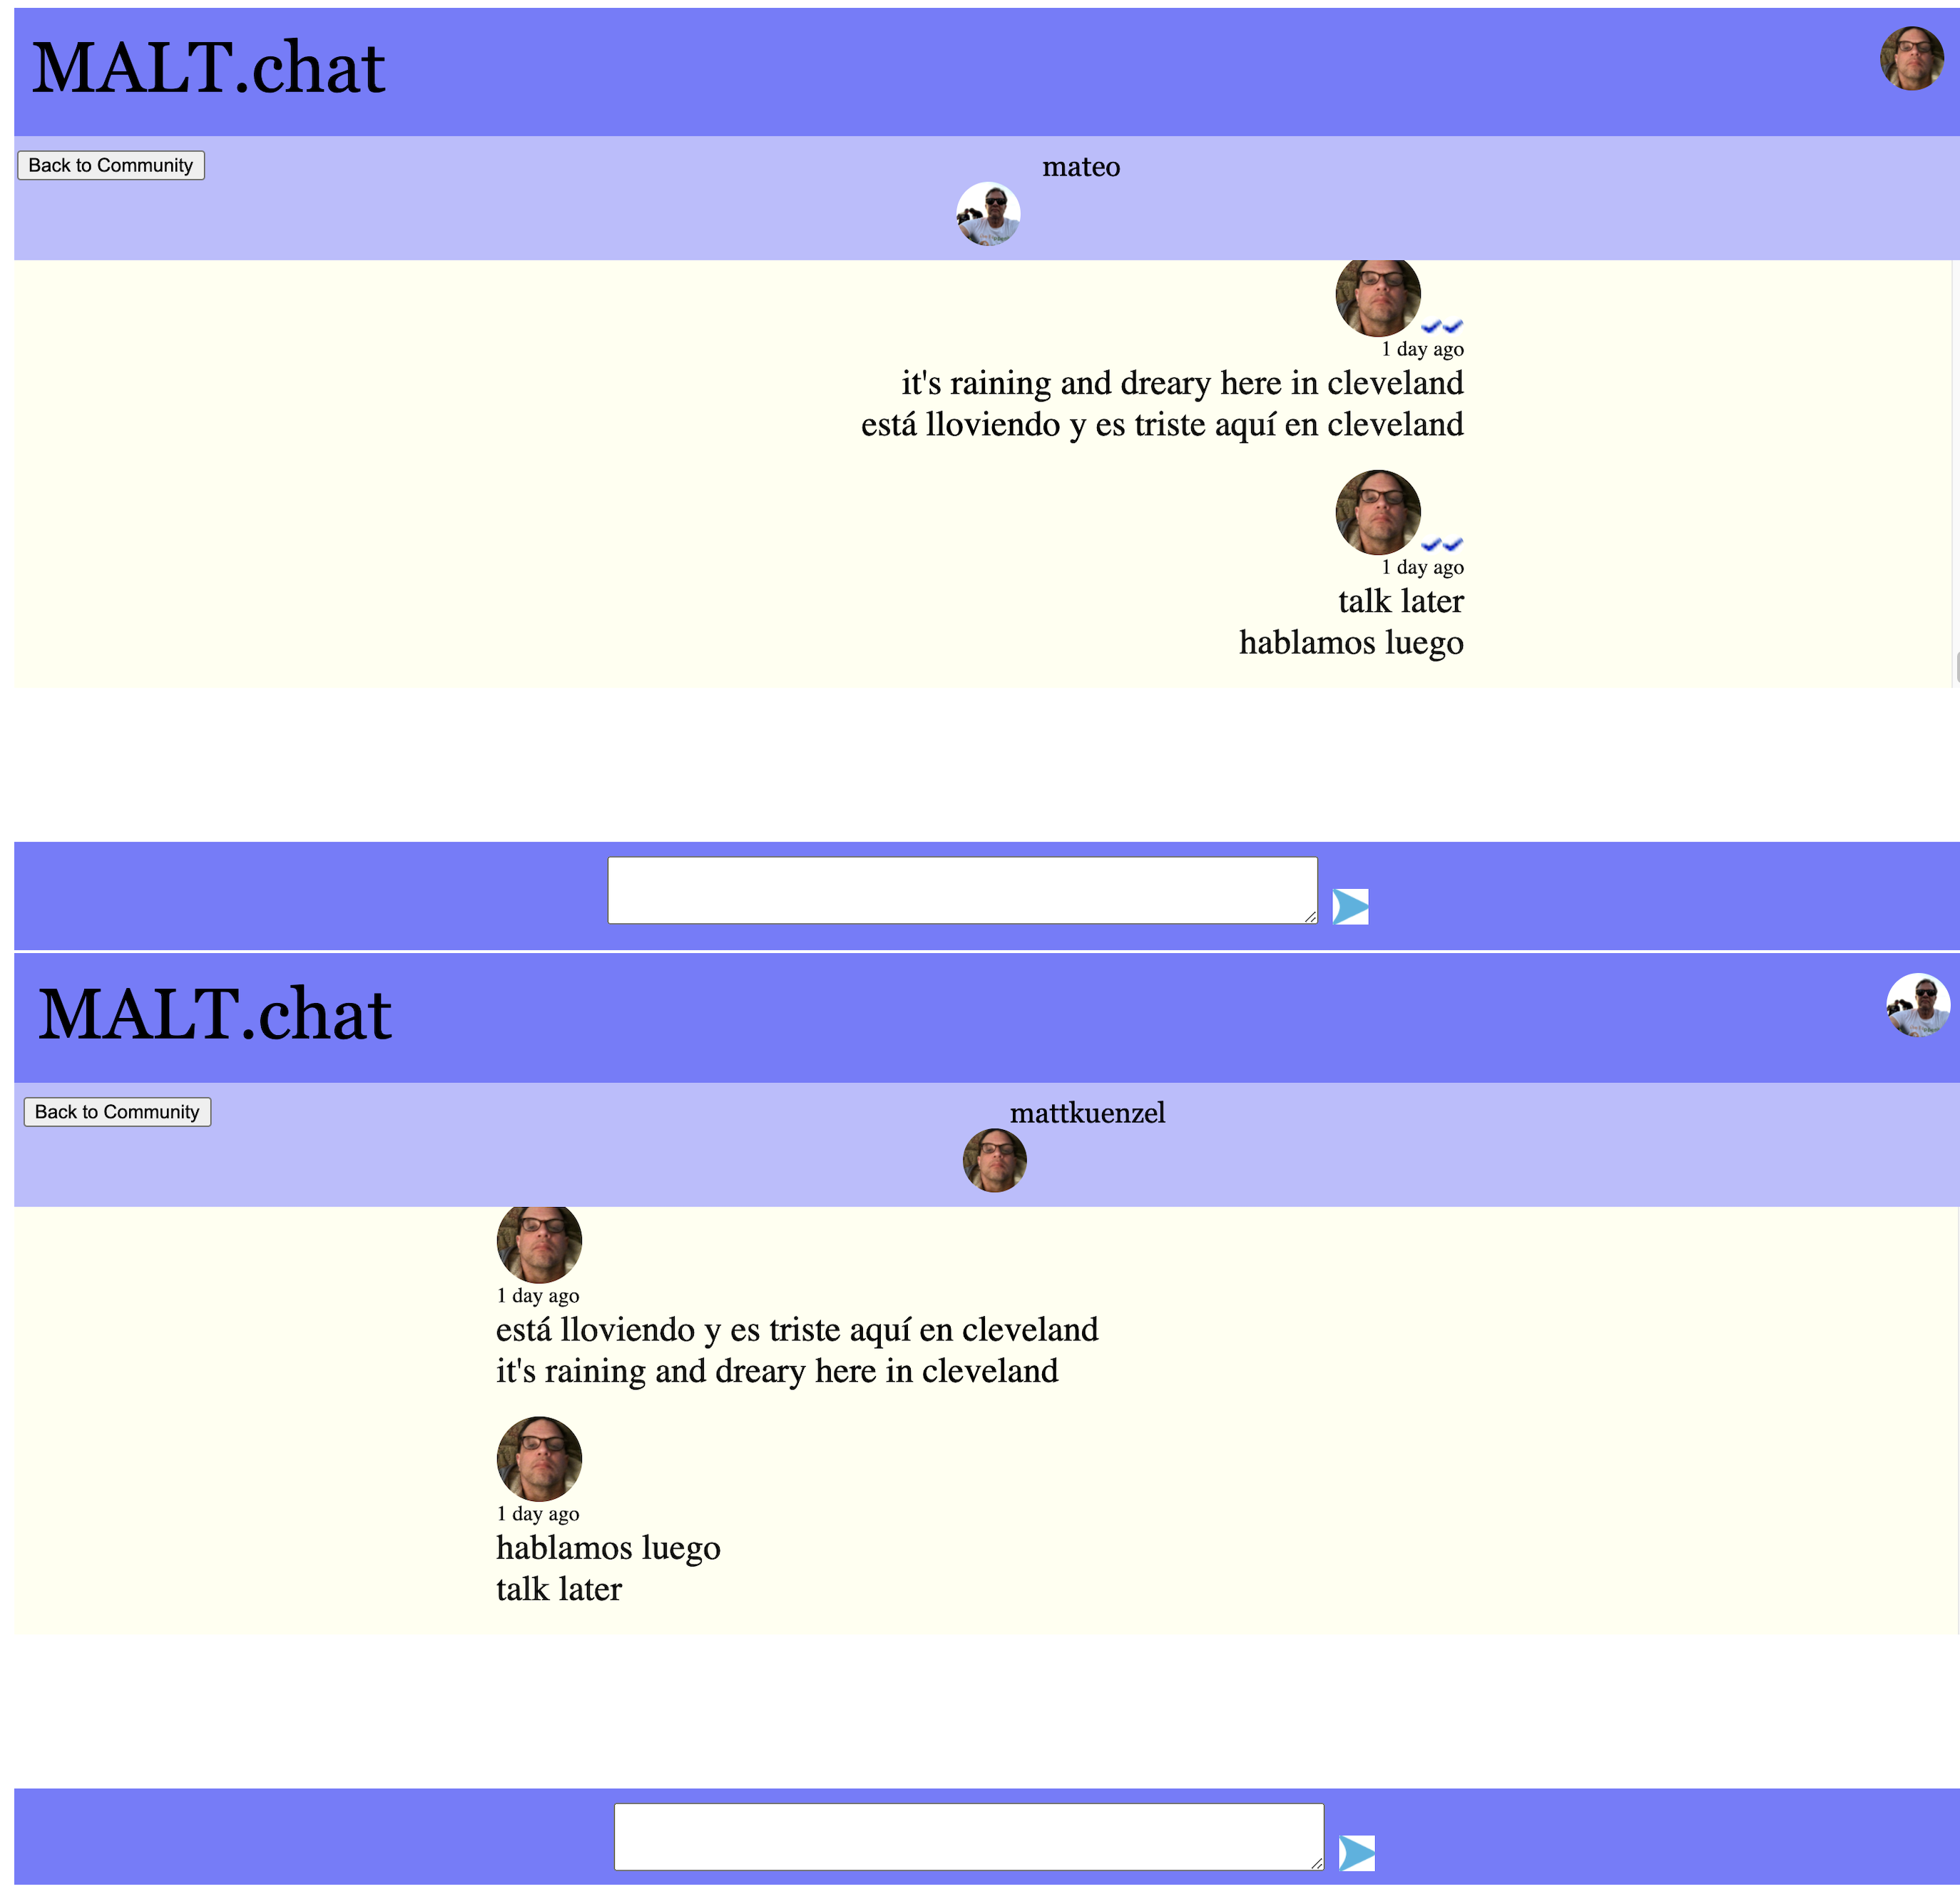 MALT.chat
Back to Community
mateo
1 day ago
it's raining and dreary here in cleveland
está lloviendo y es triste aquí en cleveland
1 day ago
talk later
hablamos luego
MALT.chat
Back to Community
mattkuenzel
1 day ago
está lloviendo y es triste aquí en cleveland
it's raining and dreary here in cleveland
1 day ago
hablamos luego
talk later